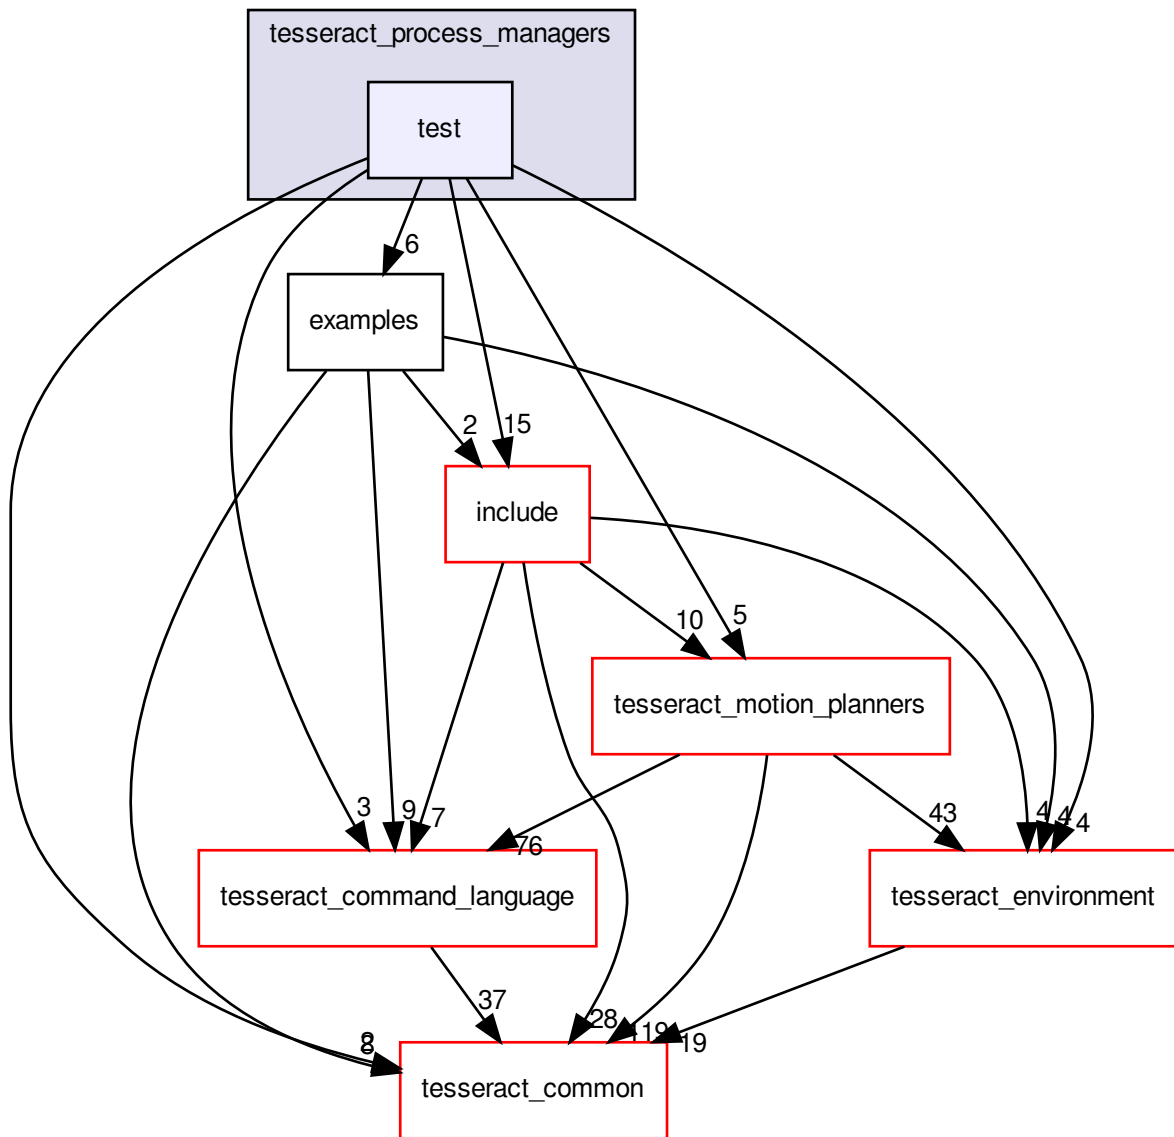 tesseract_process_managers
test
6
examples
2
15
include
10
5
tesseract_motion_planners
3
9
7
76
43
4
4
4
tesseract_command_language
tesseract_environment
37
28
119
19
8
tesseract_common